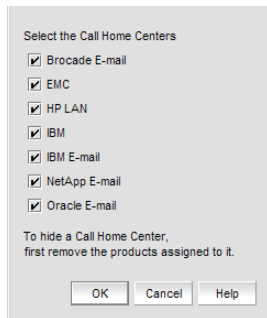 Select the Call Home Centers
Brocade E-mail
EMC
HP LAN
IBM
IBM E-mail
NetApp E-mail
Oracle E-mail
To hide a Call Home Center,
first remove the products assigned to it.
OK Cancel Help